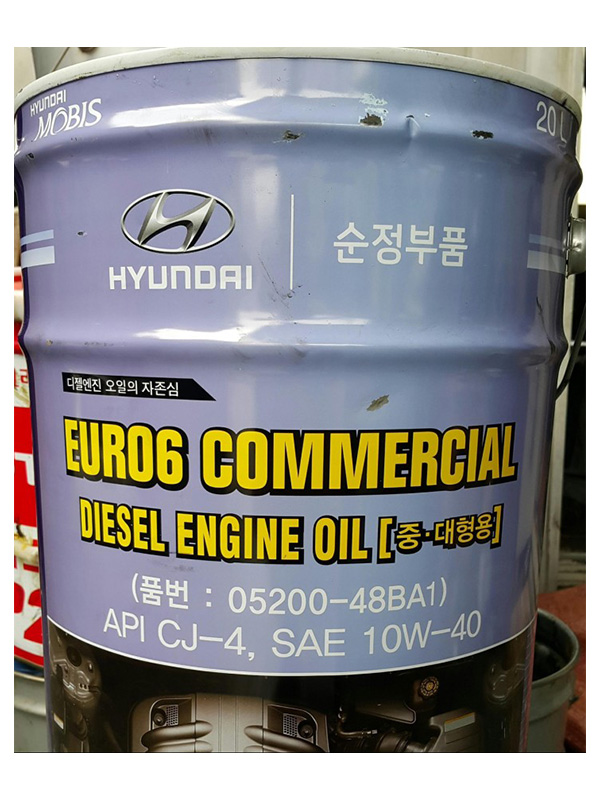 HYUNDAI
MOBIS
20 L
HYUNDAI
순정부품
디젤엔진 오일의 자존심
EURO6 COMMERCIAL
DIESEL ENGINE OIL [중·대형용]
(품번 : 05200-48BA1)
API CJ-4, SAE 10W-40